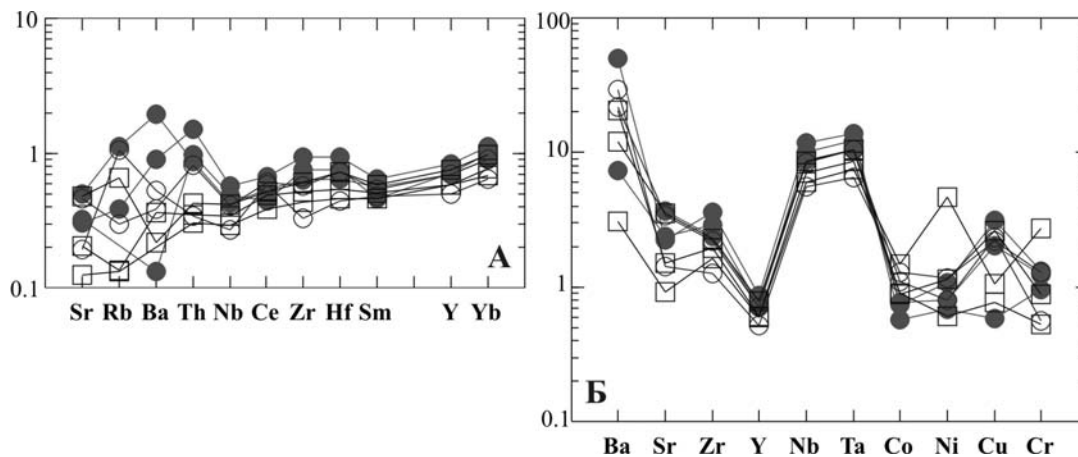 10
1
0.1
А
Sr Rb Ba Th Nb Ce Zr Hf Sm Y Yb
100
10
1
0.1
Б
Ba Sr Zr Y Nb Ta Co Ni Cu Cr